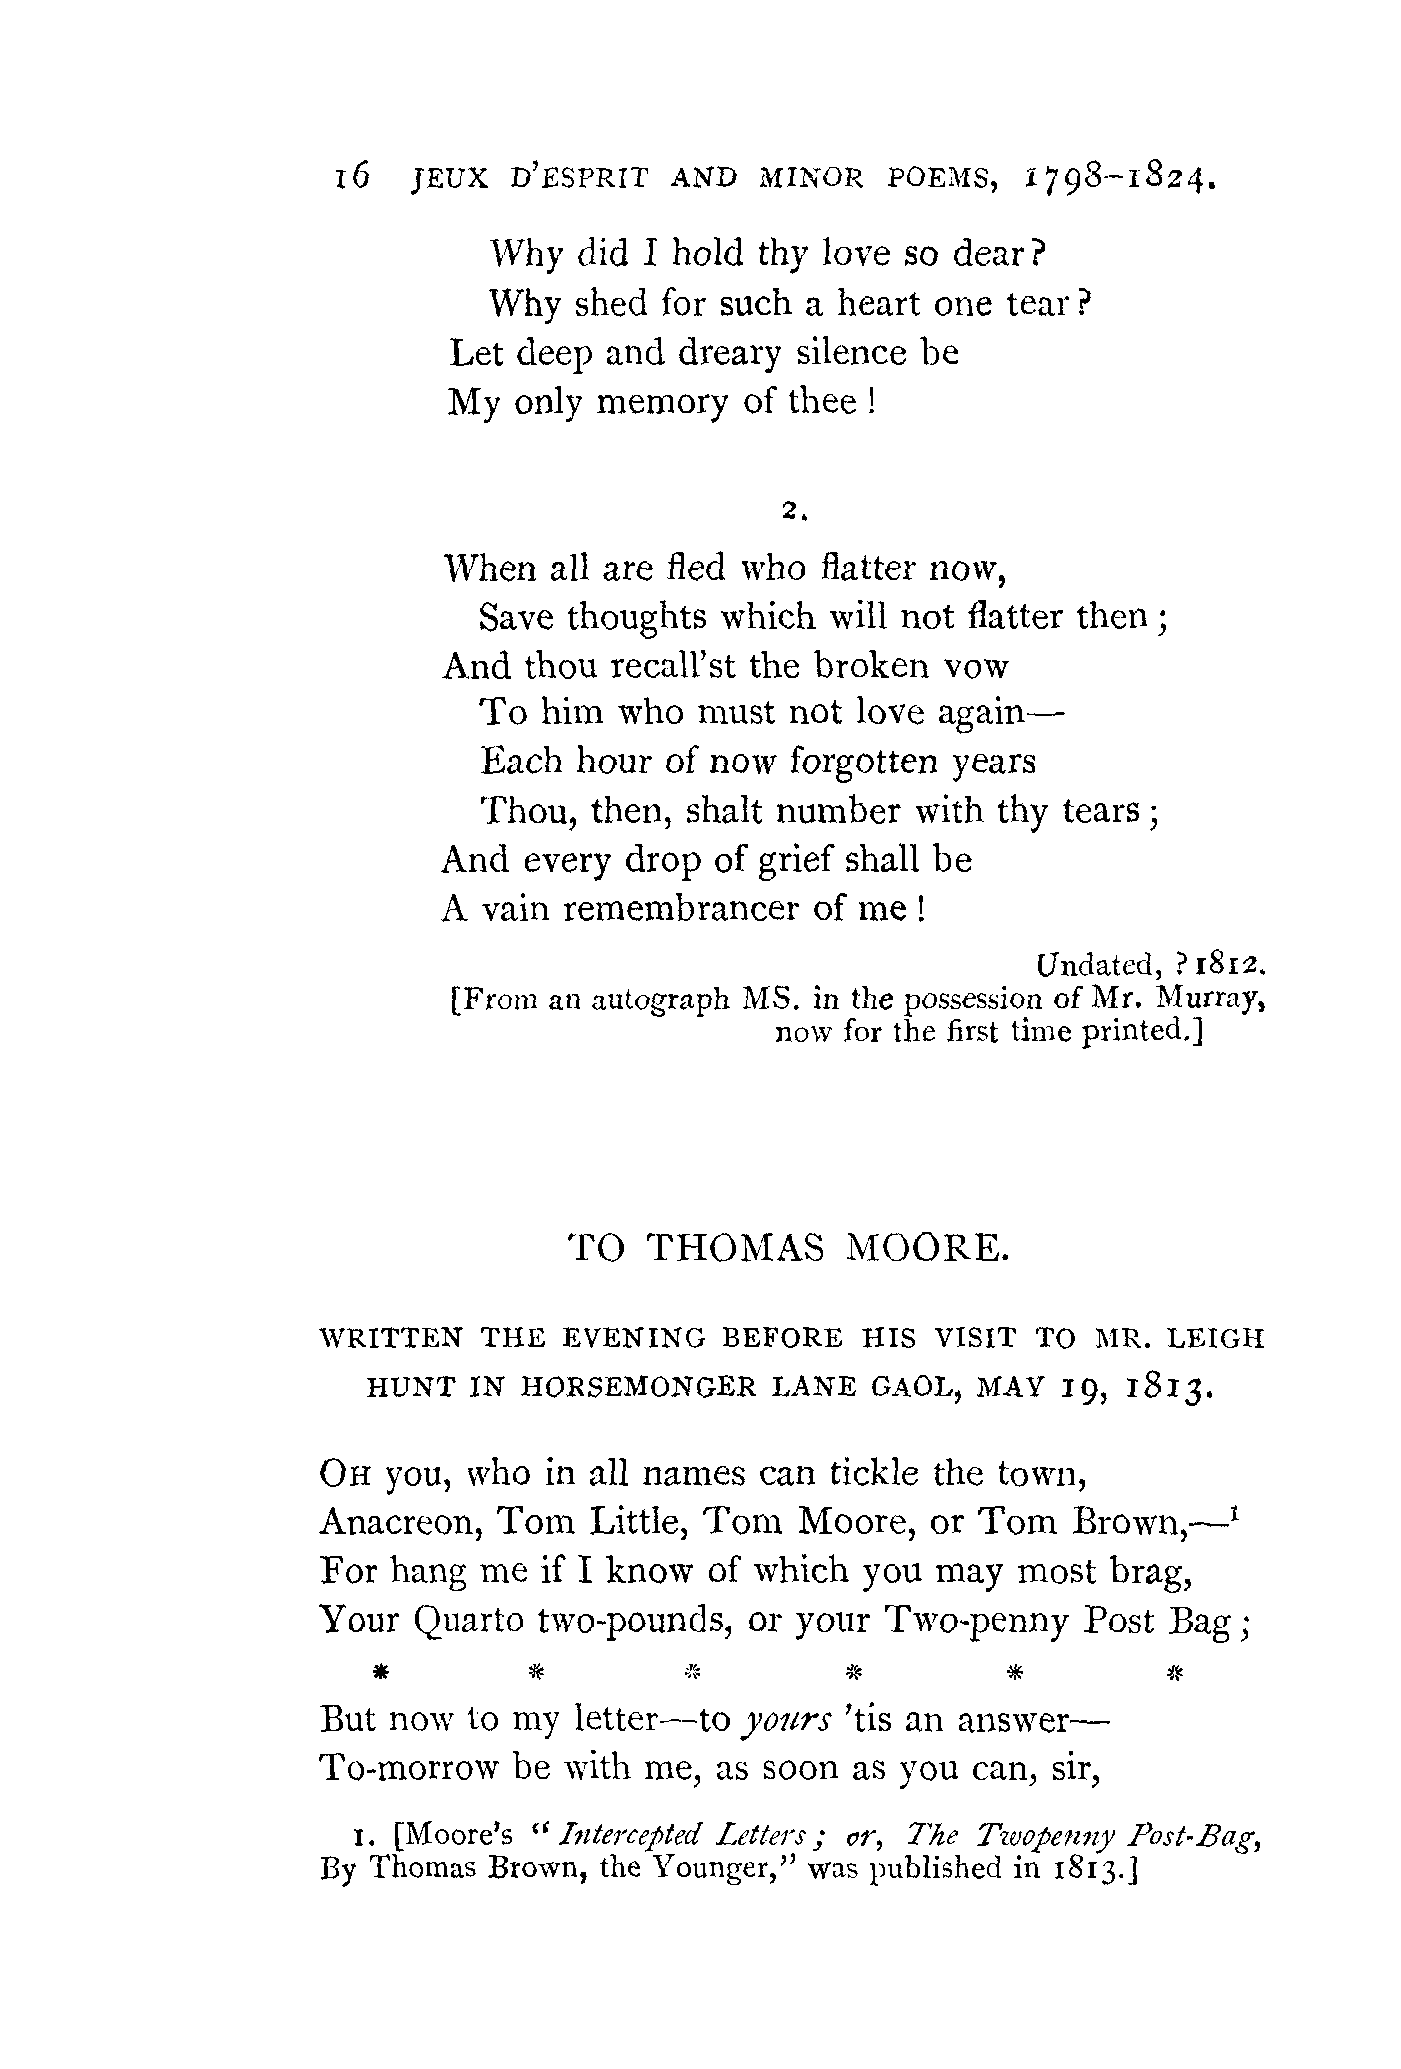 16 JEUX D'ESPRIT AND MINOR POEMS, 1798–1824.
Why did I hold thy love so dear?
Why shed for such a heart one tear?
Let deep and dreary silence be
My only memory of thee!
2.
When all are fled who flatter now,
Save thoughts which will not flatter then;
And thou recall'st the broken vow
To him who must not love again—
Each hour of now forgotten years
Thou, then, shalt number with thy tears;
And every drop of grief shall be
A vain remembrancer of me!
Undated, ? 1812.
[From an autograph MS. in the possession of Mr. Murray,
now for the first time printed.]
TO THOMAS MOORE.
WRITTEN THE EVENING BEFORE HIS VISIT TO MR. LEIGH
HUNT IN HORSEMONGER LANE GAOL, MAY 19, 1813.
OH you, who in all names can tickle the town,
Anacreon, Tom Little, Tom Moore, or Tom Brown,—1
For hang me if I know of which you may most brag,
Your Quarto two-pounds, or your Two-penny Post Bag;
* * * * * *
But now to my letter—to yours 'tis an answer—
To-morrow be with me, as soon as you can, sir,
1. [Moore's "Intercepted Letters; or, The Twopenny Post-Bag,
By Thomas Brown, the Younger," was published in 1813.]